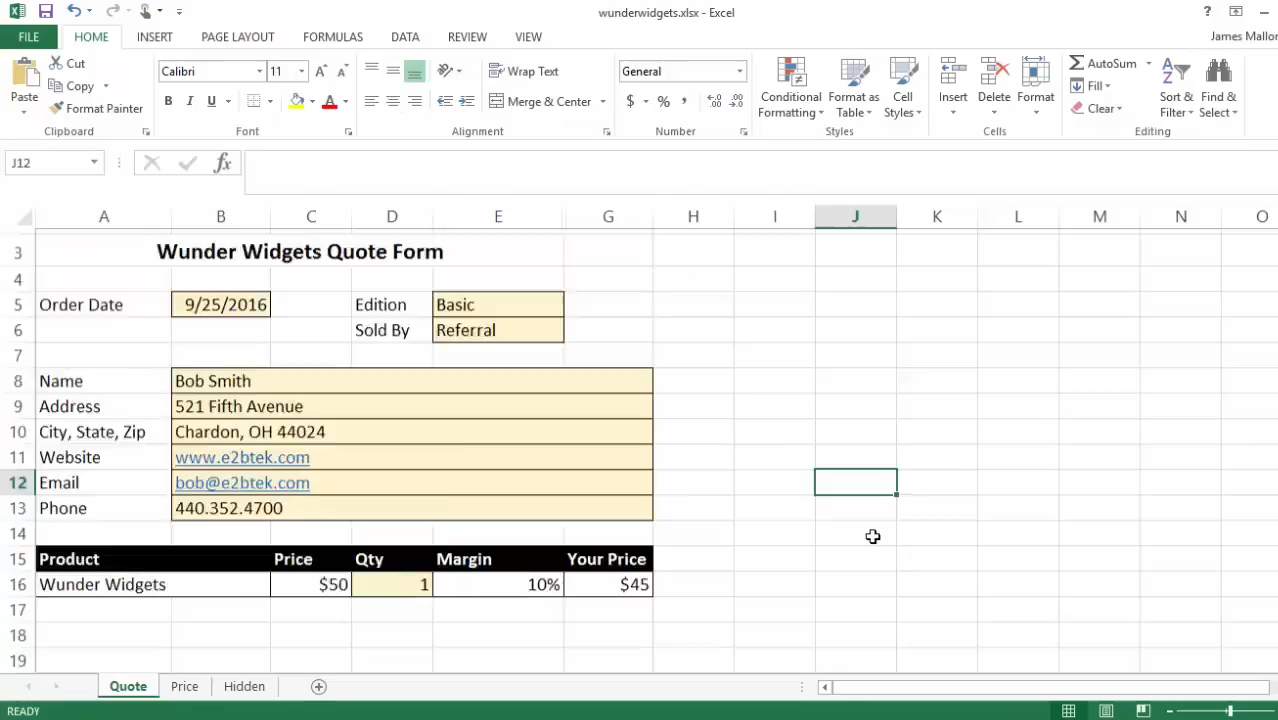 wunderwidgets.xlsx - Excel
?
FILE HOME INSERT PAGE LAYOUT FORMULAS DATA REVIEW VIEW James Mallor
Paste
Cut
Copy
Format Painter
Clipboard
Calibri 11
B I U
Font
Wrap Text
Merge & Center
Alignment
General
$ % ,
Number
Conditional Formatting
Format as Table
Cell Styles
Styles
Insert Delete Format
Cells
AutoSum
Fill
Clear
Sort & Filter
Find & Select
Editing
J12 fx
A B C D E G H I J K L M N O
3 Wunder Widgets Quote Form
4
5 Order Date 9/25/2016 Edition Basic
6 Sold By Referral
7
8 Name Bob Smith
9 Address 521 Fifth Avenue
10 City, State, Zip Chardon, OH 44024
11 Website www.e2btek.com
12 Email bob@e2btek.com
13 Phone 440.352.4700
14
15 Product Price Qty Margin Your Price
16 Wunder Widgets $50 1 10% $45
17
18
19
Quote Price Hidden
READY